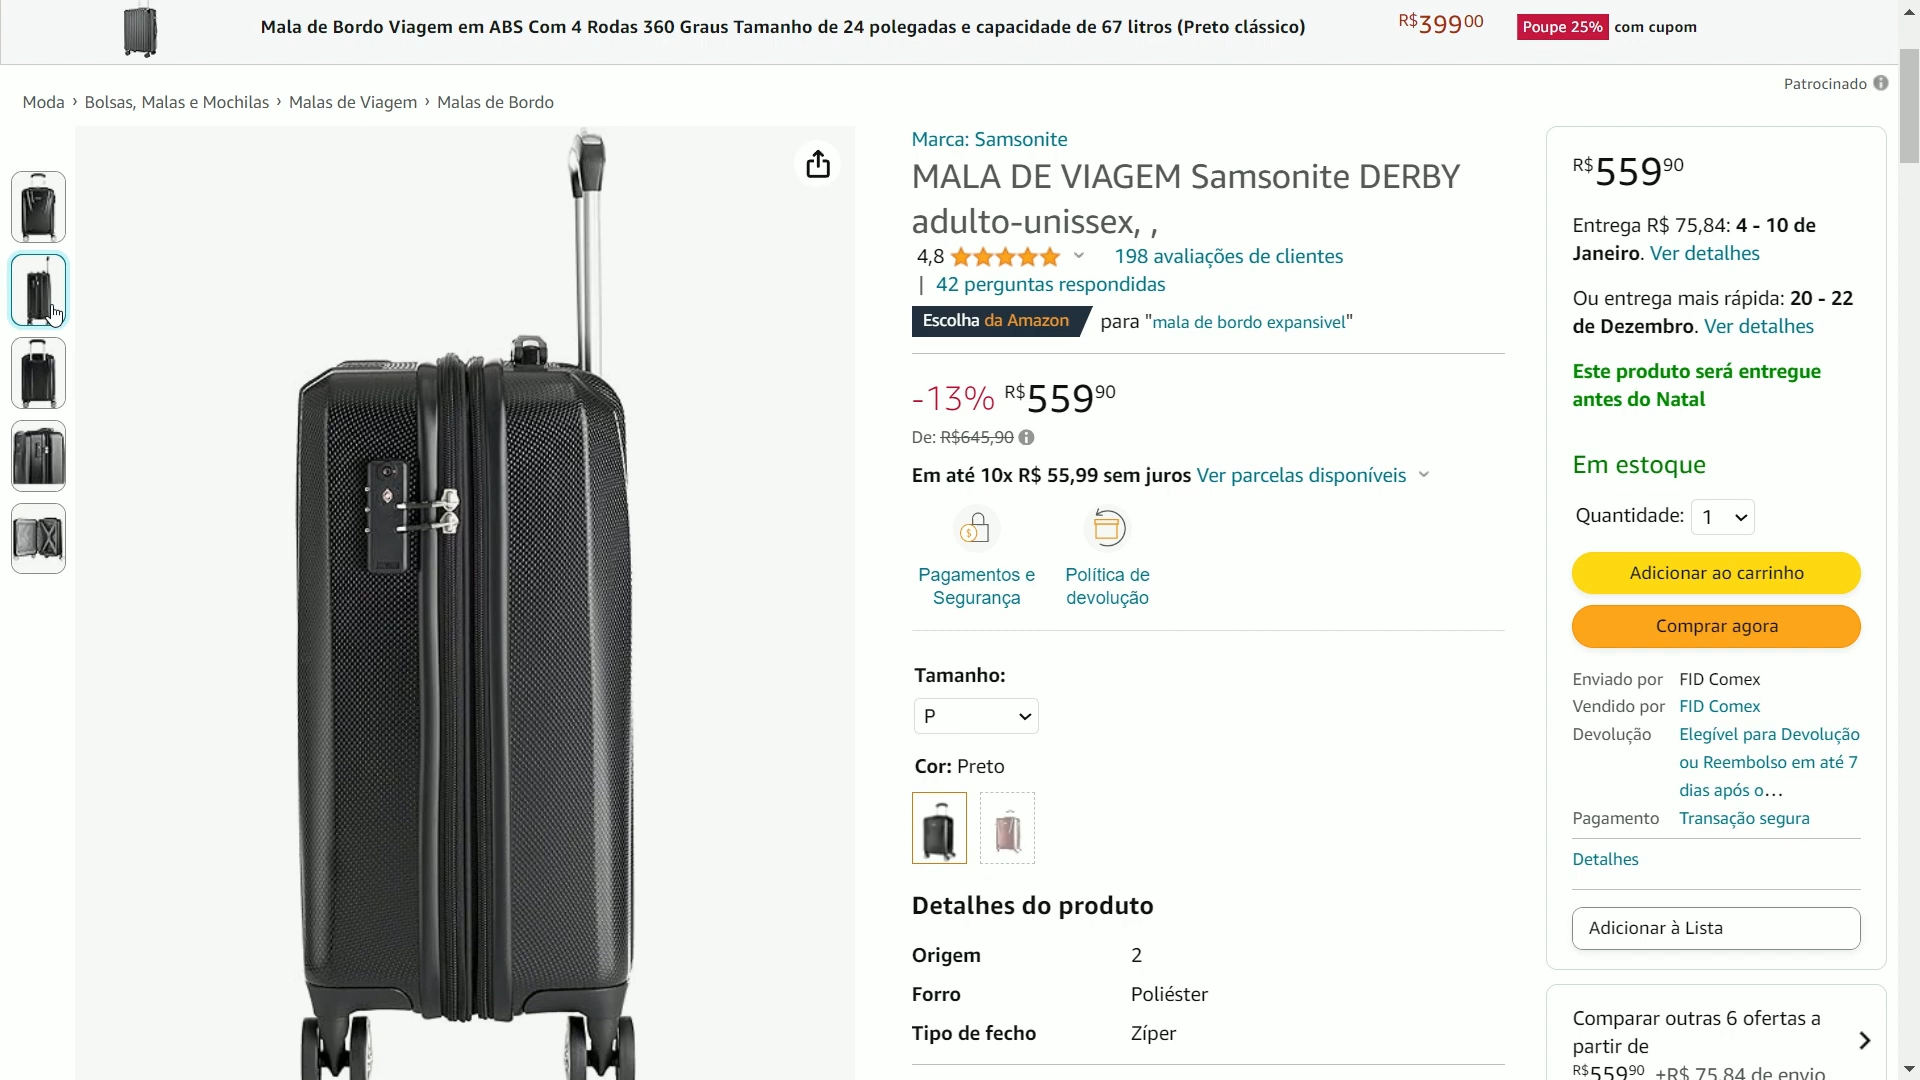 Mala de Bordo Viagem em ABS Com 4 Rodas 360 Graus Tamanho de 24 polegadas e capacidade de 67 litros (Preto clássico)
R$39900
Poupe 25% com cupom
Patrocinado
Moda › Bolsas, Malas e Mochilas › Malas de Viagem › Malas de Bordo
Marca: Samsonite
MALA DE VIAGEM Samsonite DERBY
adulto-unissex, ,
4,8
198 avaliações de clientes
| 42 perguntas respondidas
Escolha da Amazon para "mala de bordo expansivel"
-13% R$55990
De: R$645,90
Em até 10x R$ 55,99 sem juros Ver parcelas disponíveis
Pagamentos e
Segurança
Política de
devolução
Tamanho:
P
Cor: Preto
Detalhes do produto
Origem 2
Forro Poliéster
Tipo de fecho Zíper
R$55990
Entrega R$ 75,84: 4 - 10 de
Janeiro. Ver detalhes
Ou entrega mais rápida: 20 - 22
de Dezembro. Ver detalhes
Este produto será entregue
antes do Natal
Em estoque
Quantidade: 1
Adicionar ao carrinho
Comprar agora
Enviado por FID Comex
Vendido por FID Comex
Devolução Elegível para Devolução
ou Reembolso em até 7
dias após o…
Pagamento Transação segura
Detalhes
Adicionar à Lista
Comparar outras 6 ofertas a
partir de
R$55990 +R$ 75,84 de envio